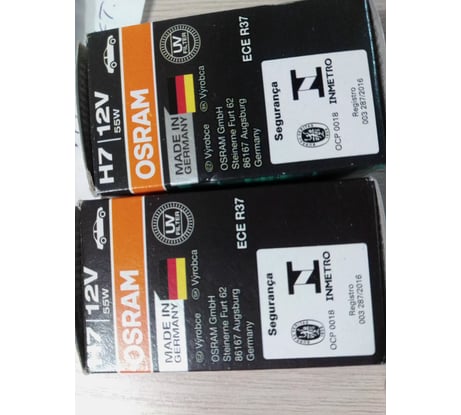 H7 12V
55W
OSRAM
UV
FILTER
MADE IN
GERMANY
Výrobce
Výrobca
OSRAM GmbH
Steinerne Furt 62
86167 Augsburg
Germany
ECE R37
Segurança
OCP 0018
INMETRO
Registro
003 287/2016
H7 12V
55W
OSRAM
UV
FILTER
MADE IN
GERMANY
Výrobce
Výrobca
OSRAM GmbH
Steinerne Furt 62
86167 Augsburg
Germany
ECE R37
Segurança
OCP 0018
INMETRO
Registro
003 287/2016